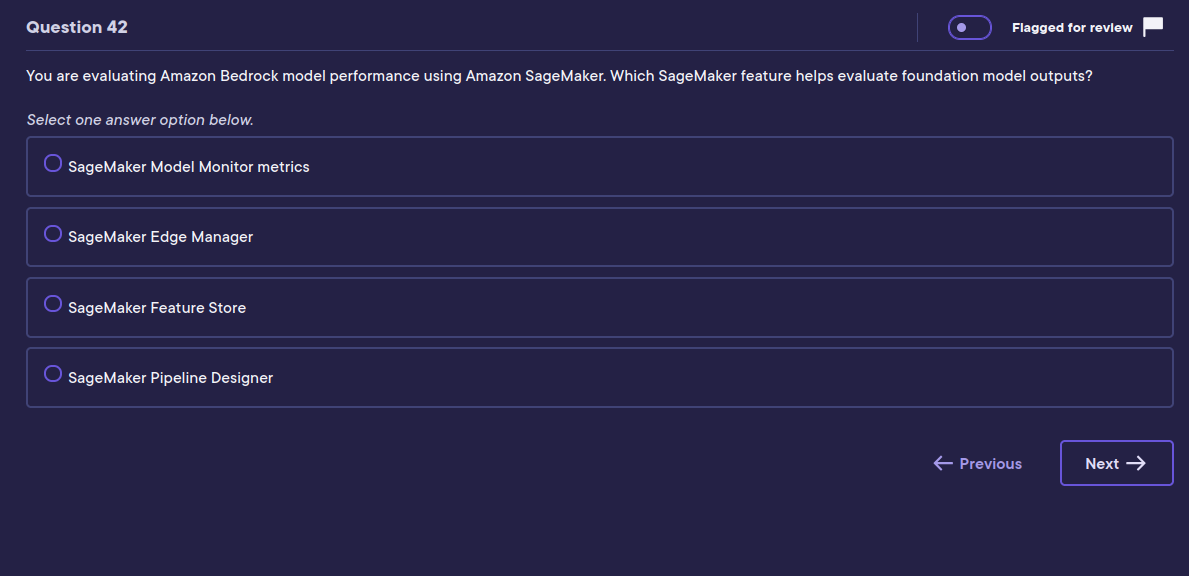 Question 42
Flagged for review
You are evaluating Amazon Bedrock model performance using Amazon SageMaker. Which SageMaker feature helps evaluate foundation model outputs?
Select one answer option below.
SageMaker Model Monitor metrics
SageMaker Edge Manager
SageMaker Feature Store
SageMaker Pipeline Designer
Previous
Next